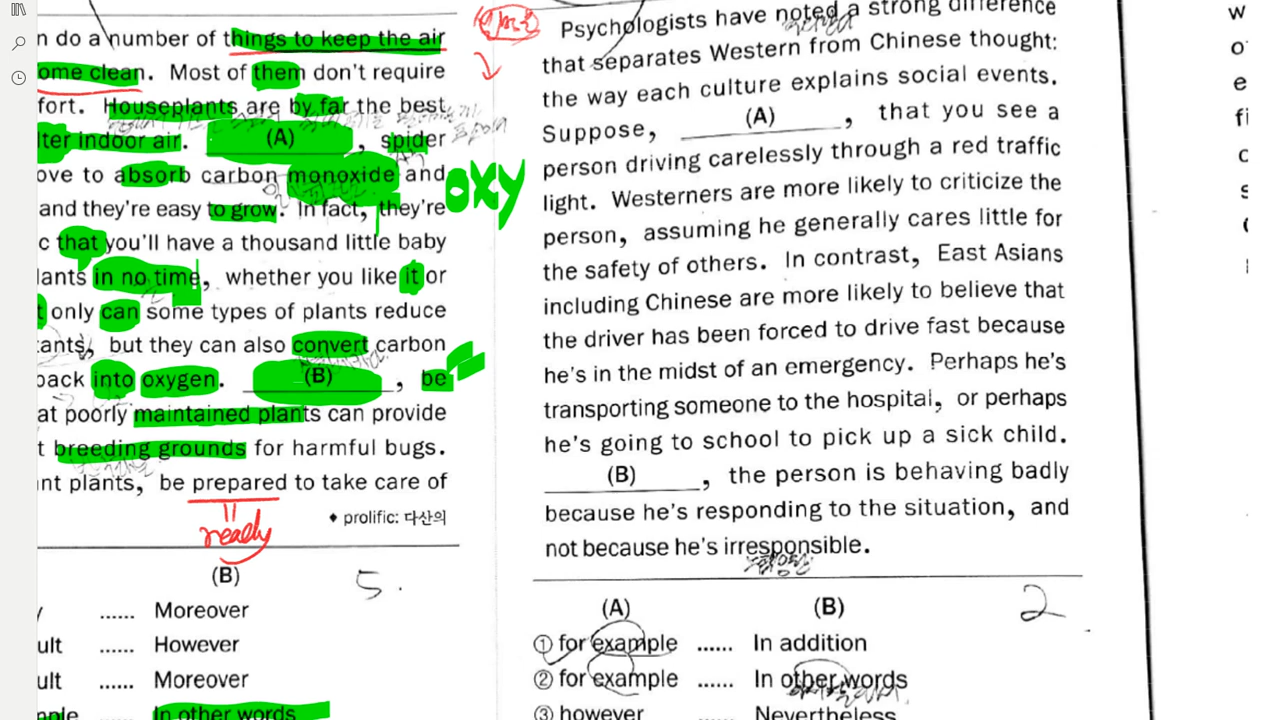 n do a number of things to keep the air
ome clean. Most of them don't require
fort. Houseplants are by far the best
lter indoor air. (A) , spider
ove to absorb carbon monoxide and
and they're easy to grow. In fact, they're
c that you'll have a thousand little baby
lants in no time, whether you like it or
t only can some types of plants reduce
tants, but they can also convert carbon
back into oxygen. (B) , be
at poorly maintained plants can provide
t breeding grounds for harmful bugs.
ant plants, be prepared to take care of
ready
♦ prolific: 다산의
(B)
5.
y ...... Moreover
ult ...... However
ult ...... Moreover
mple ...... In other words
oxy
Psychologists have noted a strong difference
that separates Western from Chinese thought:
the way each culture explains social events.
Suppose, (A) , that you see a
person driving carelessly through a red traffic
light. Westerners are more likely to criticize the
person, assuming he generally cares little for
the safety of others. In contrast, East Asians
including Chinese are more likely to believe that
the driver has been forced to drive fast because
he's in the midst of an emergency. Perhaps he's
transporting someone to the hospital, or perhaps
he's going to school to pick up a sick child.
(B) , the person is behaving badly
because he's responding to the situation, and
not because he's irresponsible.
(A) (B)
2
① for example ...... In addition
② for example ...... In other words
③ however ...... Nevertheless
w
o
e
fi
c
s